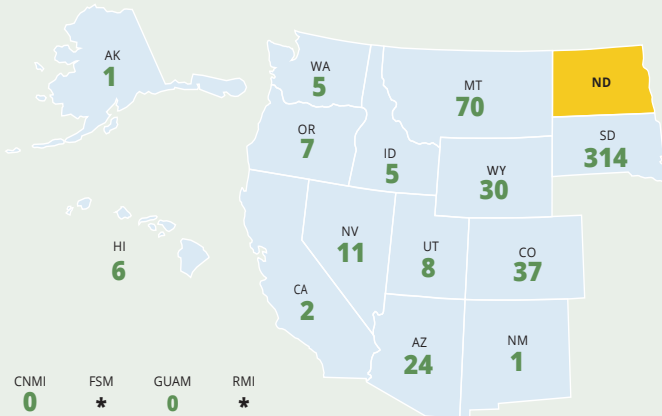 AK
1
WA
5
MT
70
ND
OR
7
ID
5
SD
314
WY
30
HI
6
NV
11
UT
8
CO
37
CA
2
AZ
24
NM
1
CNMI FSM GUAM RMI
0 * 0 *